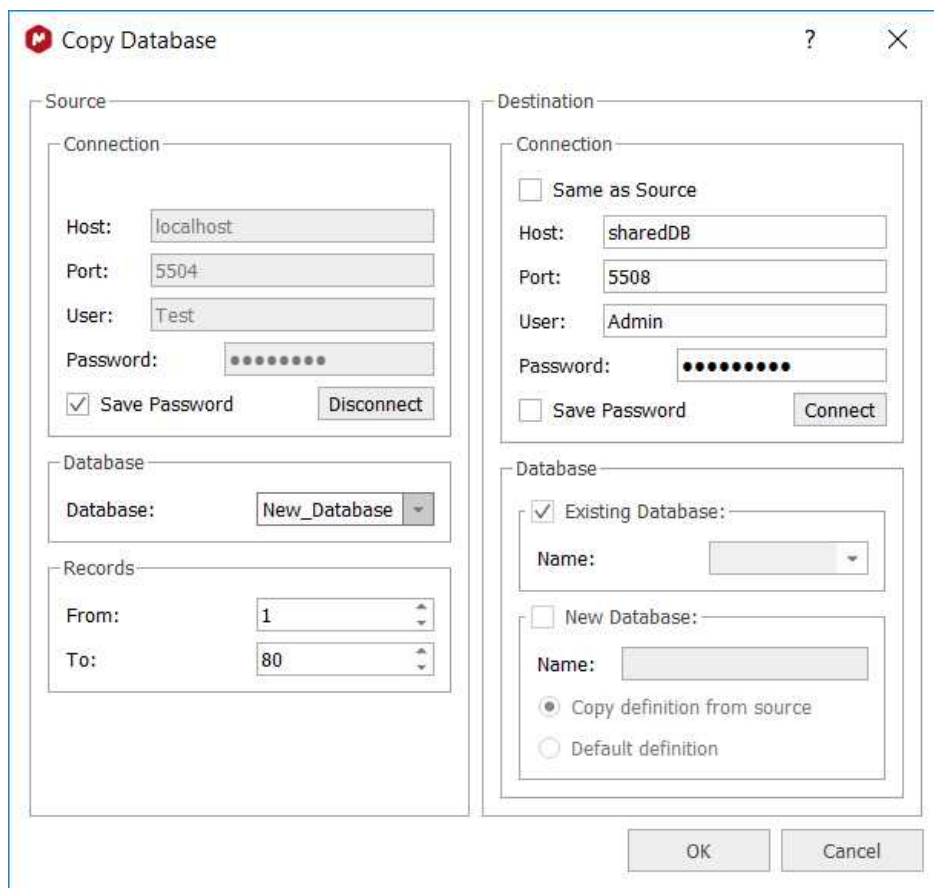 Copy Database
?
Source
Connection
Host: localhost
Port: 5504
User: Test
Password: ●●●●●●●●
Save Password Disconnect
Database
Database: New_Database
Records
From: 1
To: 80
Destination
Connection
Same as Source
Host: sharedDB
Port: 5508
User: Admin
Password: ●●●●●●●●●
Save Password Connect
Database
Existing Database:
Name:
New Database:
Name:
Copy definition from source
Default definition
OK Cancel